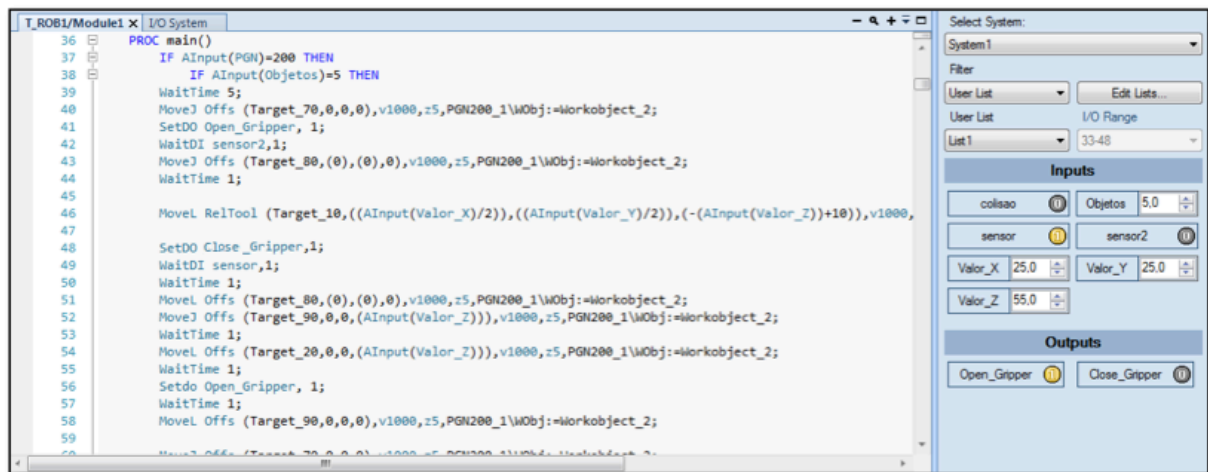 T_ROB1/Module1 × I/O System
36 PROC main()
37 IF AInput(PGN)=200 THEN
38 IF AInput(Objetos)=5 THEN
39 WaitTime 5;
40 MoveJ Offs (Target_70,0,0,0),v1000,z5,PGN200_1\WObj:=Workobject_2;
41 SetDO Open_Gripper, 1;
42 WaitDI sensor2,1;
43 MoveJ Offs (Target_80,(0),(0),0),v1000,z5,PGN200_1\WObj:=Workobject_2;
44 WaitTime 1;
45
46 MoveL RelTool (Target_10,((AInput(Valor_X)/2)),((AInput(Valor_Y)/2)),(-(AInput(Valor_Z))+10)),v1000,
47
48 SetDO Close_Gripper,1;
49 WaitDI sensor,1;
50 WaitTime 1;
51 MoveL Offs (Target_80,(0),(0),0),v1000,z5,PGN200_1\WObj:=Workobject_2;
52 MoveJ Offs (Target_90,0,0,(AInput(Valor_Z))),v1000,z5,PGN200_1\WObj:=Workobject_2;
53 WaitTime 1;
54 MoveL Offs (Target_20,0,0,(AInput(Valor_Z))),v1000,z5,PGN200_1\WObj:=Workobject_2;
55 WaitTime 1;
56 Setdo Open_Gripper, 1;
57 WaitTime 1;
58 MoveL Offs (Target_90,0,0,0),v1000,z5,PGN200_1\WObj:=Workobject_2;
59
Select System:
System1
Filter
User List Edit Lists...
User List I/O Range
List1 33-48
Inputs
colisao 0 Objetos 5,0
sensor 1 sensor2 0
Valor_X 25,0 Valor_Y 25,0
Valor_Z 55,0
Outputs
Open_Gripper 1 Close_Gripper 0